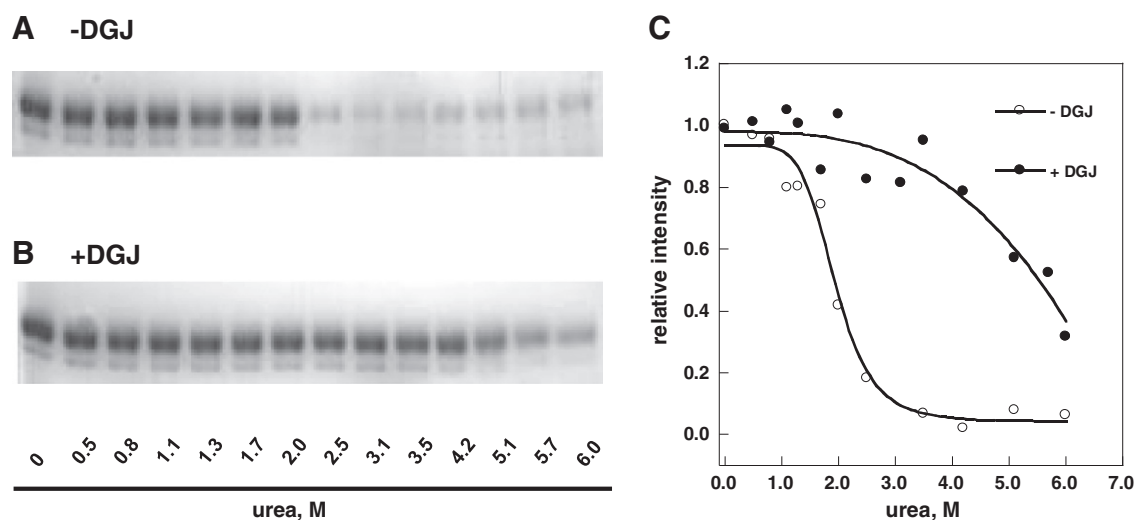 A -DGJ
B +DGJ
0 0.5 0.8 1.1 1.3 1.7 2.0 2.5 3.1 3.5 4.2 5.1 5.7 6.0
urea, M
C
1.2
1.0
0.8
0.6
0.4
0.2
0.0
relative intensity
- DGJ
+ DGJ
0.0 1.0 2.0 3.0 4.0 5.0 6.0 7.0
urea, M